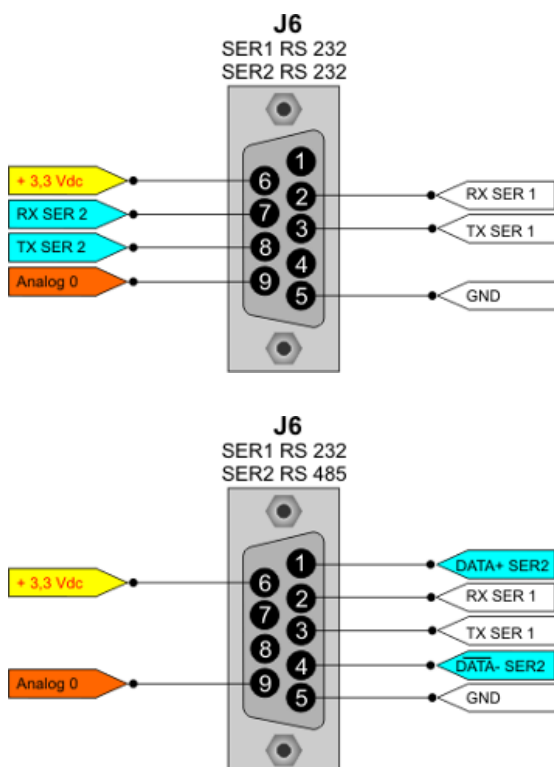 J6
SER1 RS 232
SER2 RS 232
1
+ 3,3 Vdc
6
2
RX SER 1
RX SER 2
7
3
TX SER 1
TX SER 2
8
4
Analog 0
9
5
GND
J6
SER1 RS 232
SER2 RS 485
1
DATA+ SER2
+ 3,3 Vdc
6
2
RX SER 1
7
3
TX SER 1
8
4
DATA- SER2
Analog 0
9
5
GND